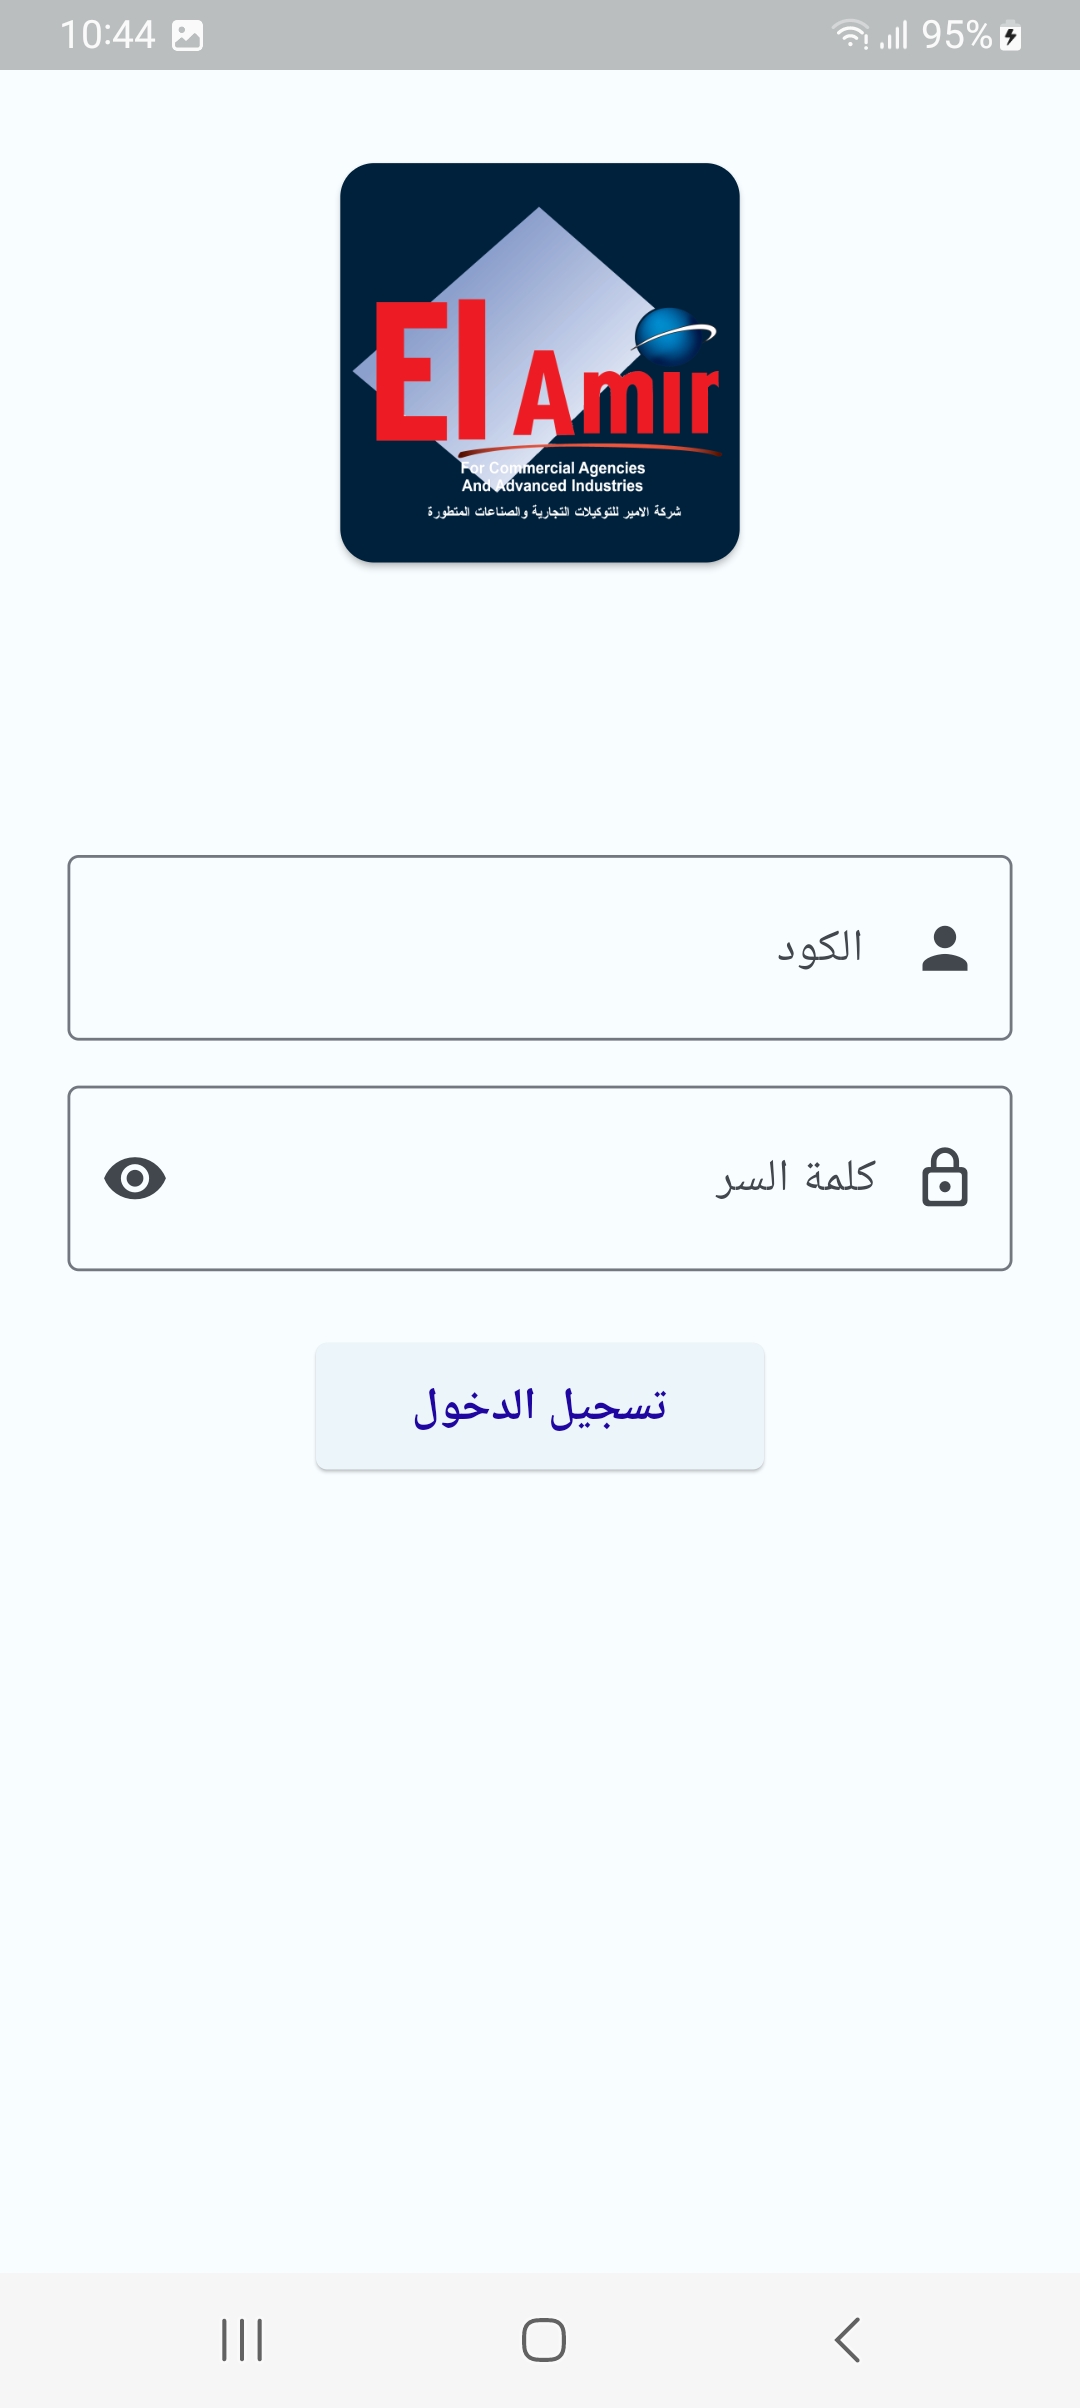 10:44
95%
El Amir
For Commercial Agencies
And Advanced Industries
شركة الامير للتوكيلات التجارية والصناعات المتطورة
الكود
كلمة السر
تسجيل الدخول